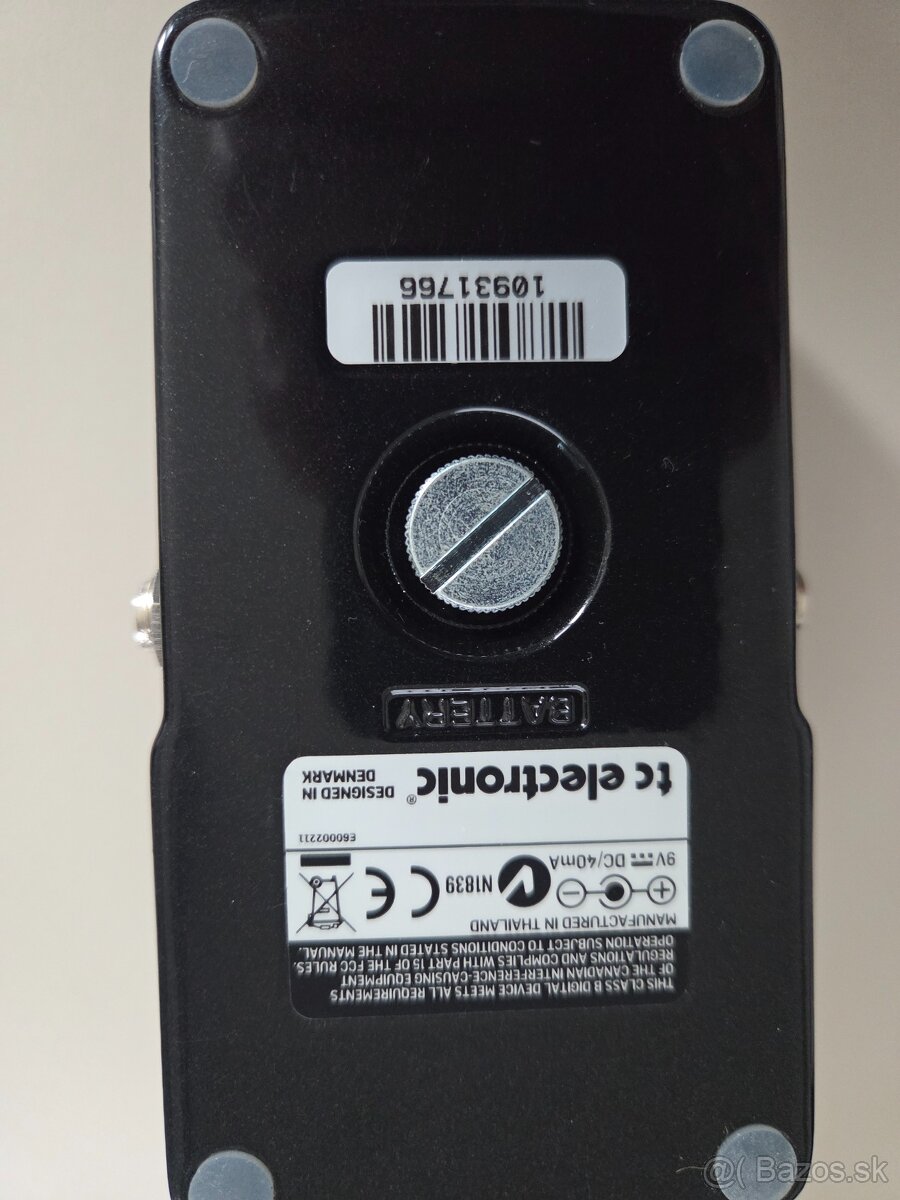 THIS CLASS B DIGITAL DEVICE MEETS ALL REQUIREMENTS
OF THE CANADIAN INTERFERENCE-CAUSING EQUIPMENT
REGULATIONS AND COMPLIES WITH PART 15 OF THE FCC RULES.
OPERATION SUBJECT TO CONDITIONS STATED IN THE MANUAL.
MANUFACTURED IN THAILAND
N1839 CE
9V DC/40mA
E60002211
tc electronic®
DESIGNED IN
DENMARK
BATTERY
10931766
@( Bazos.sk